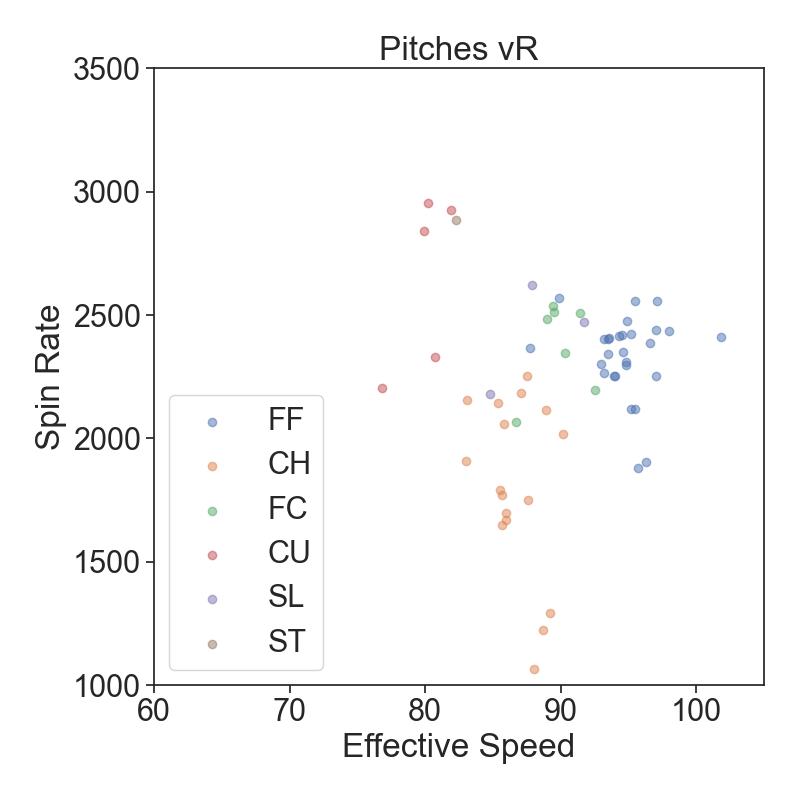 Pitches vR
3500
3000
2500
2000
1500
1000
Spin Rate
FF
CH
FC
CU
SL
ST
60 70 80 90 100
Effective Speed